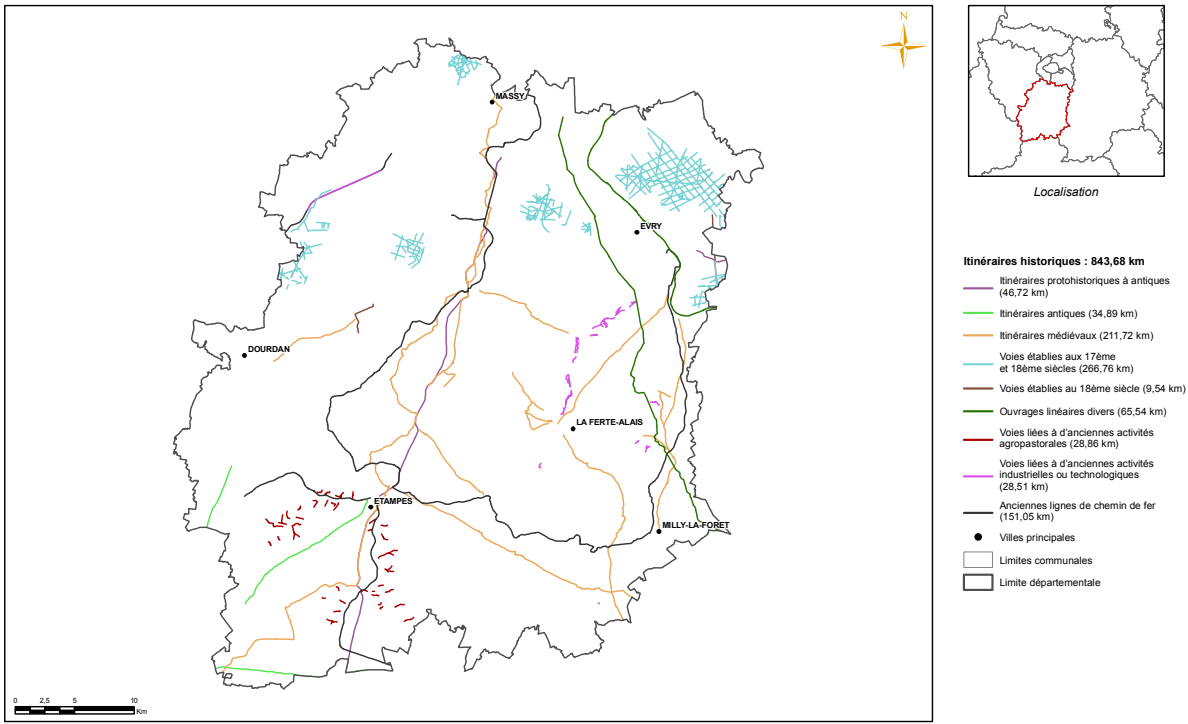 N
MASSY
EVRY
DOURDAN
LA FERTE-ALAIS
ETAMPES
MILLY-LA-FORET
0 2,5 5 10
Km
Localisation
Itinéraires historiques : 843,68 km
Itinéraires protohistoriques à antiques
(46,72 km)
Itinéraires antiques (34,89 km)
Itinéraires médiévaux (211,72 km)
Voies établies aux 17ème
et 18ème siècles (266,76 km)
Voies établies au 18ème siècle (9,54 km)
Ouvrages linéaires divers (65,54 km)
Voies liées à d'anciennes activités
agropastorales (28,86 km)
Voies liées à d'anciennes activités
industrielles ou technologiques
(28,51 km)
Anciennes lignes de chemin de fer
(151,05 km)
Villes principales
Limites communales
Limite départementale